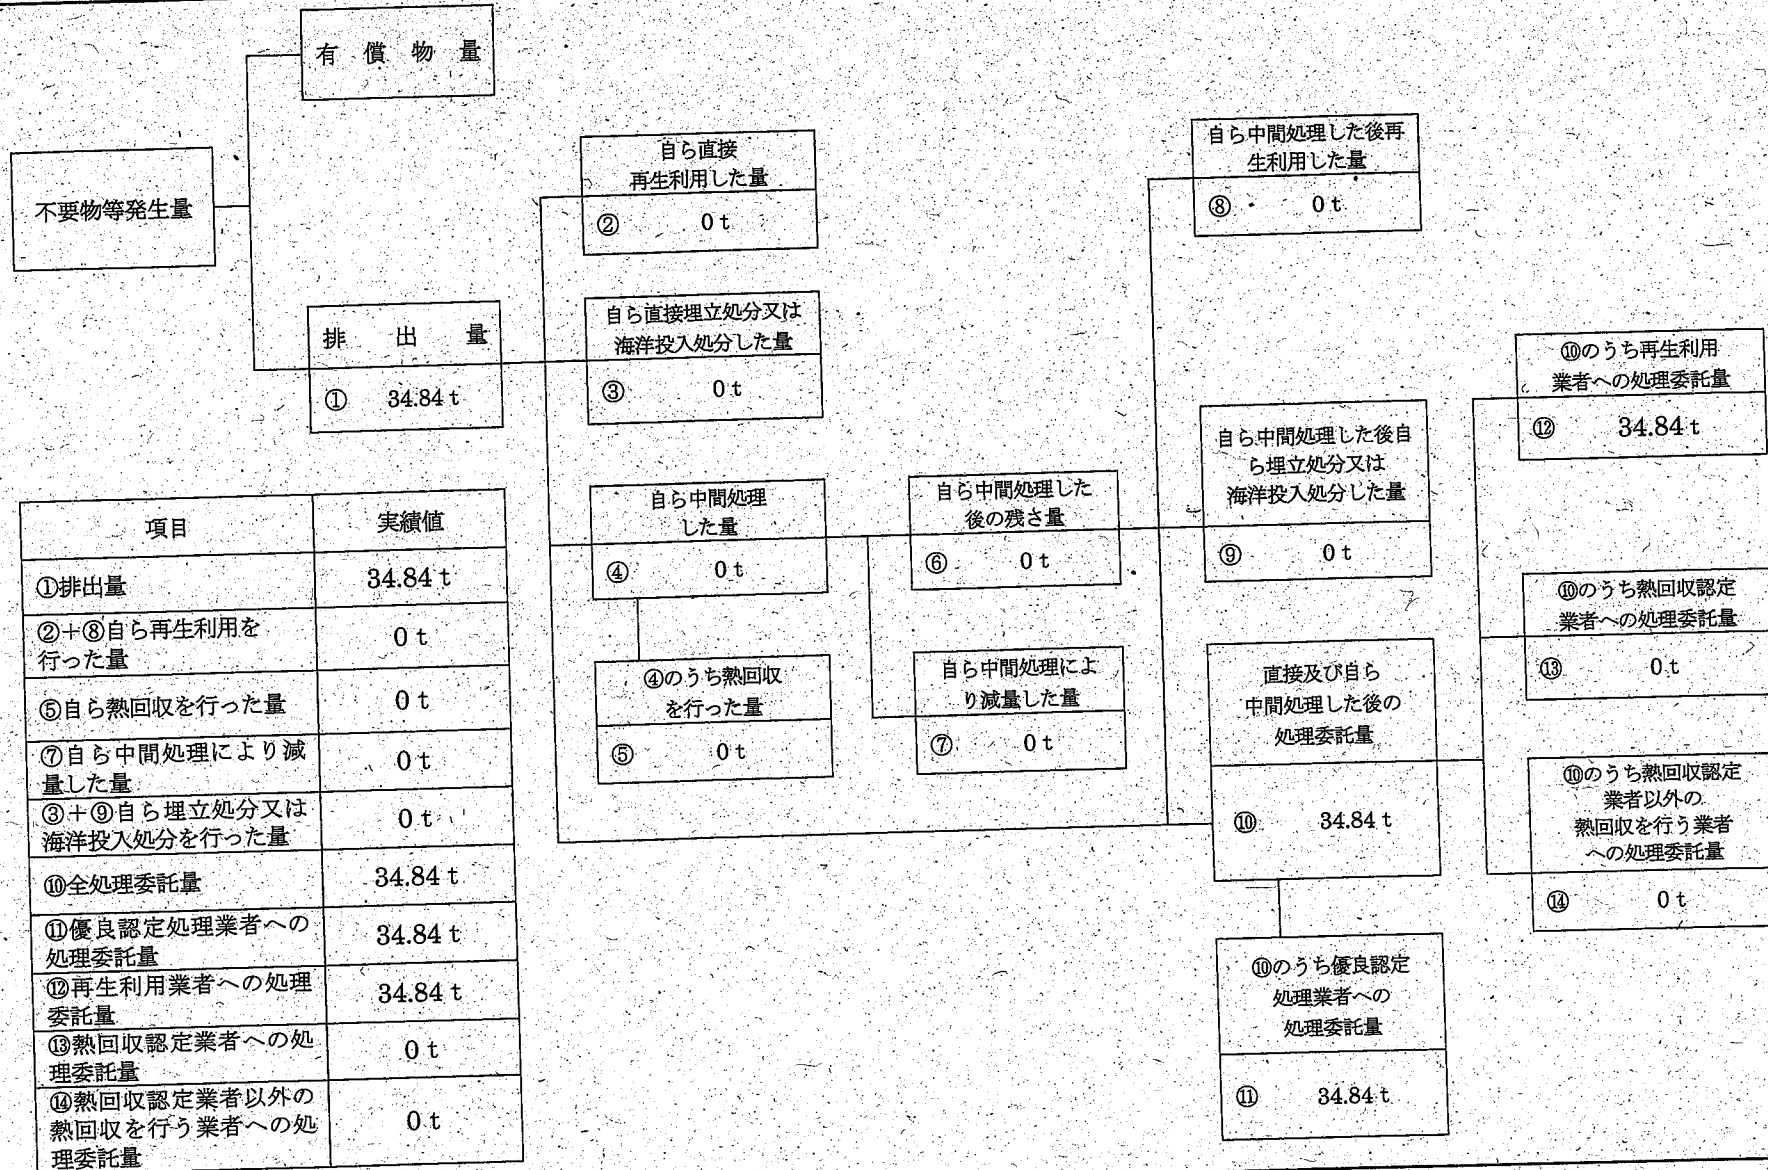 有償物量
不要物等発生量
排出量
① 34.84 t
自ら直接
再生利用した量
② 0 t
自ら直接埋立処分又は
海洋投入処分した量
③ 0 t
自ら中間処理
した量
④ 0 t
④のうち熱回収
を行った量
⑤ 0 t
自ら中間処理した
後の残さ量
⑥ 0 t
自ら中間処理によ
り減量した量
⑦ 0 t
自ら中間処理した後再
生利用した量
⑧ 0 t
自ら中間処理した後自
ら埋立処分又は
海洋投入処分した量
⑨ 0 t
直接及び自ら
中間処理した後の
処理委託量
⑩ 34.84 t
⑩のうち優良認定
処理業者への
処理委託量
⑪ 34.84 t
⑩のうち再生利用
業者への処理委託量
⑫ 34.84 t
⑩のうち熱回収認定
業者への処理委託量
⑬ 0 t
⑩のうち熱回収認定
業者以外の
熱回収を行う業者
への処理委託量
⑭ 0 t
項目 実績値
①排出量 34.84 t
②+⑧自ら再生利用を
行った量 0 t
⑤自ら熱回収を行った量 0 t
⑦自ら中間処理により減
量した量 0 t
③+⑨自ら埋立処分又は
海洋投入処分を行った量 0 t
⑩全処理委託量 34.84 t
⑪優良認定処理業者への
処理委託量 34.84 t
⑫再生利用業者への処理
委託量 34.84 t
⑬熱回収認定業者への処
理委託量 0 t
⑭熱回収認定業者以外の
熱回収を行う業者への処
理委託量 0 t